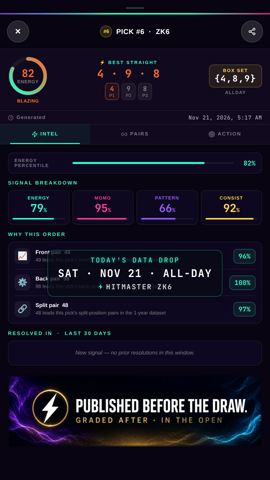 #6 PICK #6 · ZK6
82
ENERGY
BLAZING
⚡ BEST STRAIGHT
4 · 9 · 8
4 P1
9 P2
8 P3
BOX SET
{4,8,9}
ALLDAY
Generated
Nov 21, 2026, 5:17 AM
INTEL
PAIRS
ACTION
ENERGY PERCENTILE
82%
SIGNAL BREAKDOWN
ENERGY
79%
MOMO
95%
PATTERN
66%
CONSIST
92%
WHY THIS ORDER
Front pair
96%
TODAY'S DATA DROP
SAT · NOV 21 · ALL-DAY
⚡ HITMASTER ZK6
100%
Split pair 48
48 leads this pick's split-position pairs in the 1-year dataset
97%
RESOLVED IN · LAST 30 DAYS
New signal — no prior resolutions in this window.
PUBLISHED BEFORE THE DRAW.
GRADED AFTER · IN THE OPEN